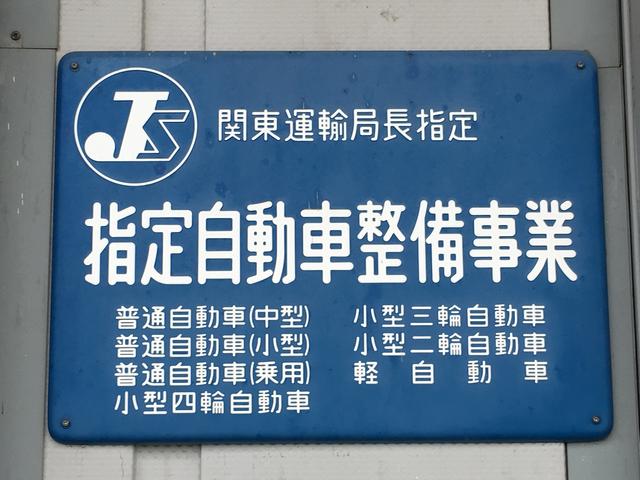 JS
関東運輸局長指定
指定自動車整備事業
普通自動車(中型)
普通自動車(小型)
普通自動車(乗用)
小型四輪自動車
小型三輪自動車
小型二輪自動車
軽自動車